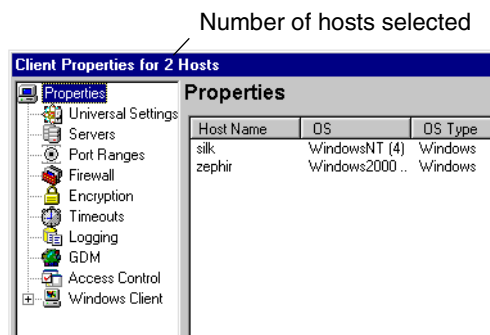 Number of hosts selected
Client Properties for 2 Hosts
Properties
Universal Settings
Servers
Port Ranges
Firewall
Encryption
Timeouts
Logging
GDM
Access Control
Windows Client
Properties
Host Name OS OS Type
silk WindowsNT (4) Windows
zephir Windows2000 .. Windows